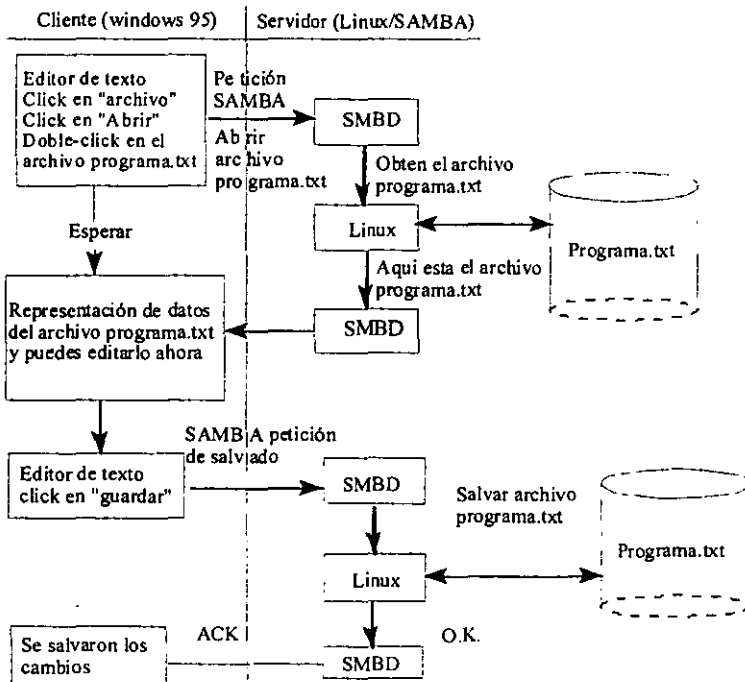 Cliente (windows 95)
Servidor (Linux/SAMBA)
Editor de texto
Click en "archivo"
Click en "Abrir"
Doble-click en el
archivo programa.txt
Petición
SAMBA
Abrir
archivo
programa.txt
SMBD
Obten el archivo
programa.txt
Linux
Programa.txt
Esperar
Aqui esta el archivo
programa.txt
SMBD
Representación de datos
del archivo programa.txt
y puedes editarlo ahora
SAMBA petición
de salvado
Editor de texto
click en "guardar"
SMBD
Salvar archivo
programa.txt
Linux
Programa.txt
ACK
O.K.
Se salvaron los
cambios
SMBD